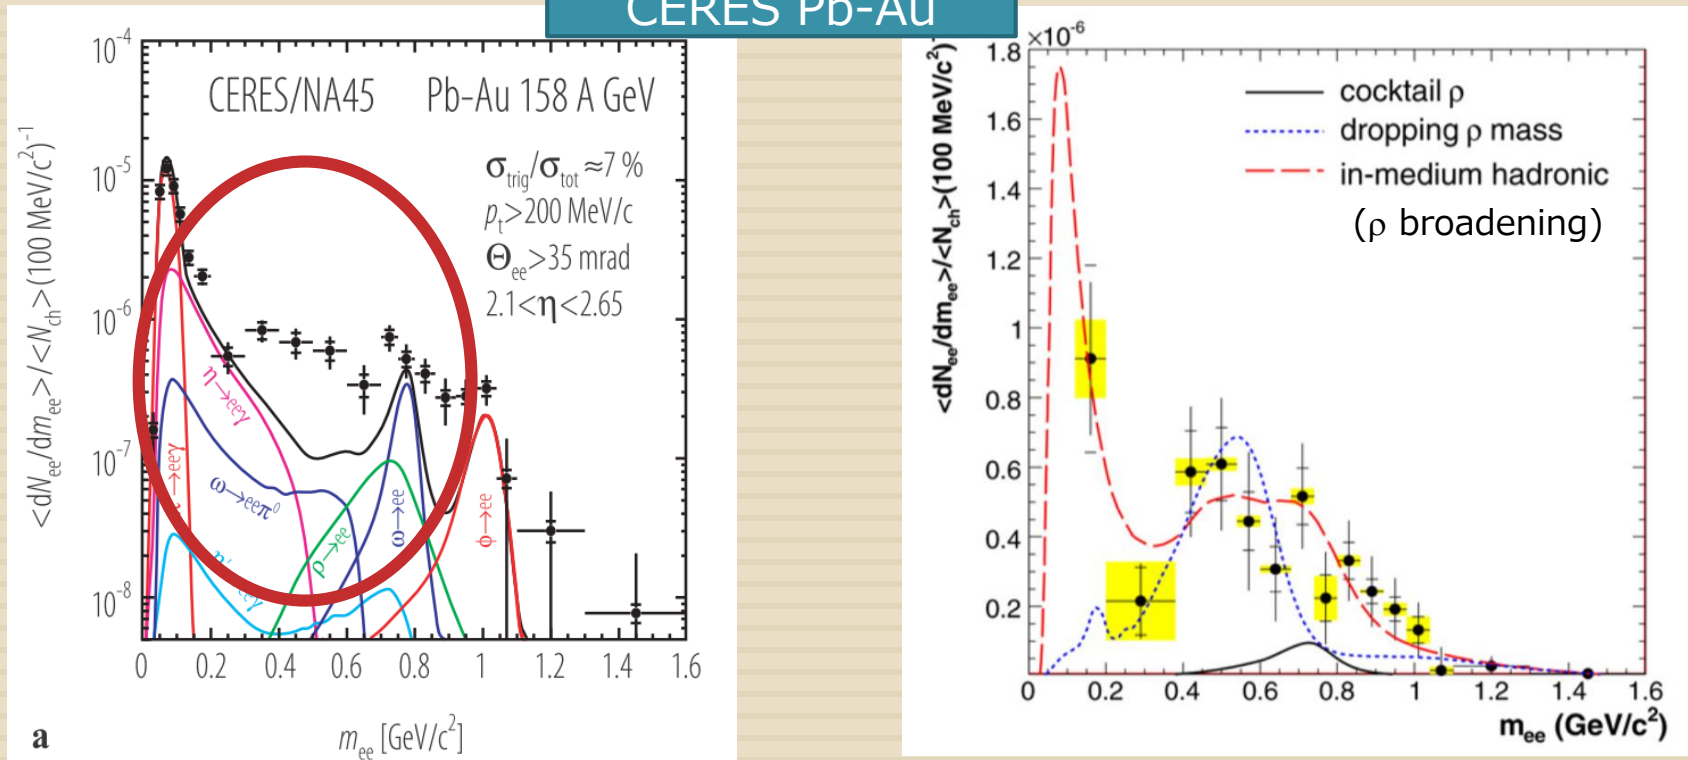 CERES Pb-Au
CERES/NA45 Pb-Au 158 A GeV
σtrig/σtot ≈7 %
pt>200 MeV/c
Θee>35 mrad
2.1<η<2.65
<dNee/dmee> / <Nch> (100 MeV/c²)⁻¹
10⁻⁴
10⁻⁵
10⁻⁶
10⁻⁷
10⁻⁸
η→eeγ
ω→eeπ⁰
→eeγ
ρ→ee
ω→ee
ϕ→ee
eeγ
0 0.2 0.4 0.6 0.8 1 1.2 1.4 1.6
mee [GeV/c²]
a
×10⁻⁶
<dNee/dmee>/<Nch>(100 MeV/c²)
1.8
1.6
1.4
1.2
1
0.8
0.6
0.4
0.2
cocktail ρ
dropping ρ mass
in-medium hadronic
(ρ broadening)
0 0.2 0.4 0.6 0.8 1 1.2 1.4 1.6
mee (GeV/c²)